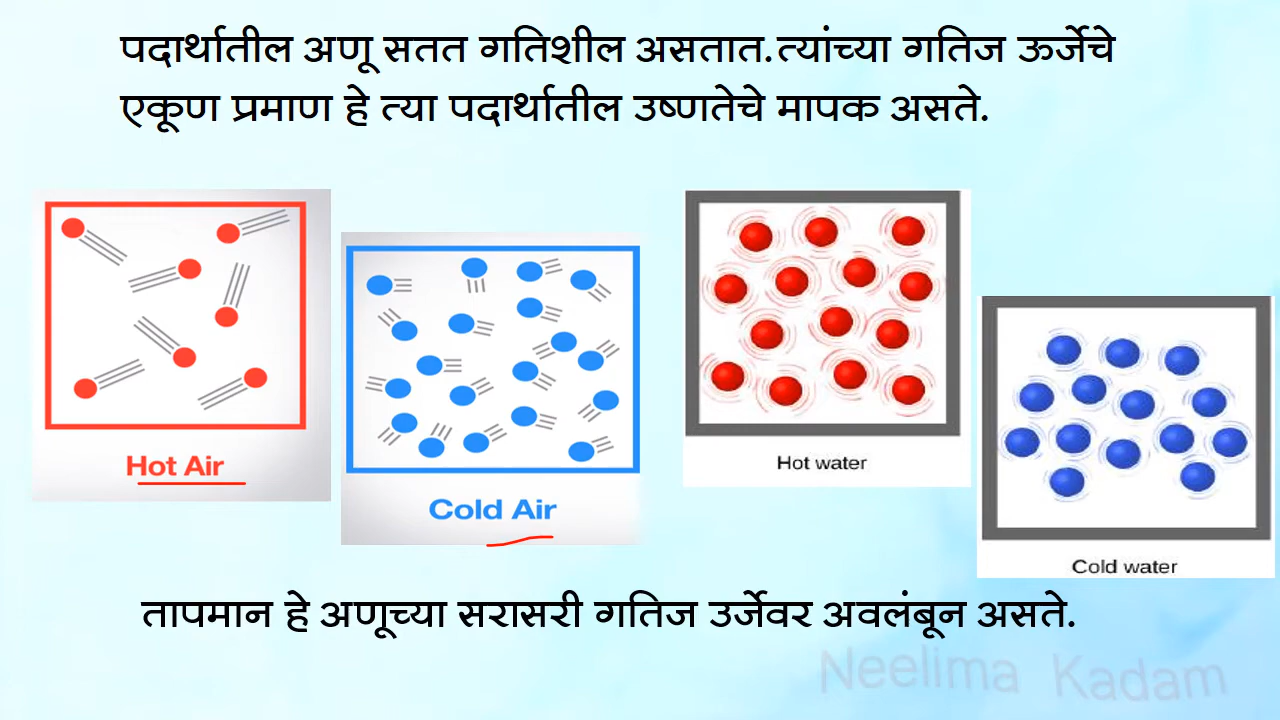 पदार्थातील अणू सतत गतिशील असतात.त्यांच्या गतिज ऊर्जेचे
एकूण प्रमाण हे त्या पदार्थातील उष्णतेचे मापक असते.
Hot Air
Cold Air
Hot water
Cold water
तापमान हे अणूच्या सरासरी गतिज उर्जेवर अवलंबून असते.
Neelima Kadam